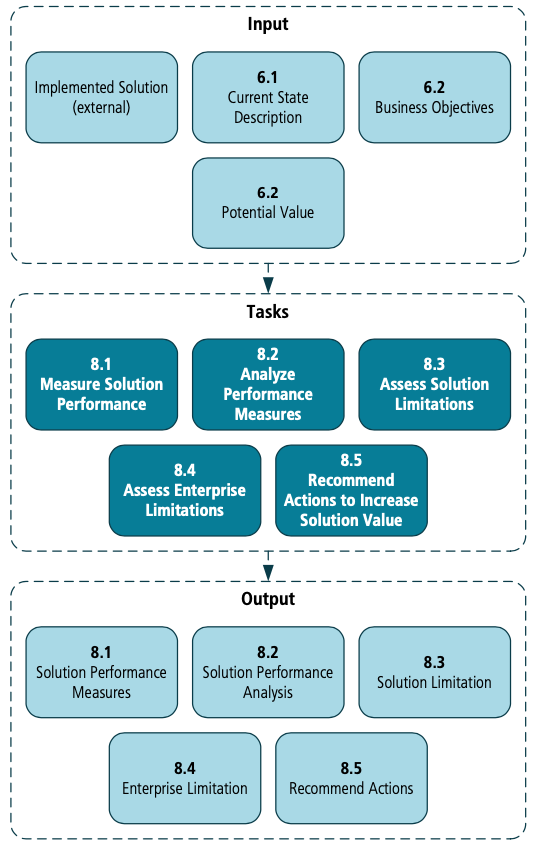 Input
Implemented Solution
(external)
6.1
Current State
Description
6.2
Business Objectives
6.2
Potential Value
Tasks
8.1
Measure Solution
Performance
8.2
Analyze
Performance
Measures
8.3
Assess Solution
Limitations
8.4
Assess Enterprise
Limitations
8.5
Recommend
Actions to Increase
Solution Value
Output
8.1
Solution Performance
Measures
8.2
Solution Performance
Analysis
8.3
Solution Limitation
8.4
Enterprise Limitation
8.5
Recommend Actions